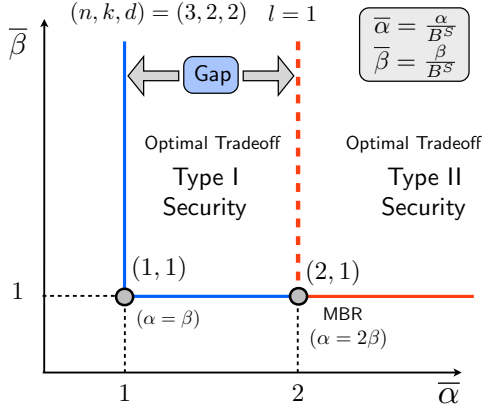 (n, k, d) = (3, 2, 2) l = 1
β̅
α̅ = α/B^S
β̅ = β/B^S
Gap
Optimal Tradeoff
Type I
Security
Optimal Tradeoff
Type II
Security
(1, 1)
(2, 1)
1
(α = β)
MBR
(α = 2β)
1
2
α̅